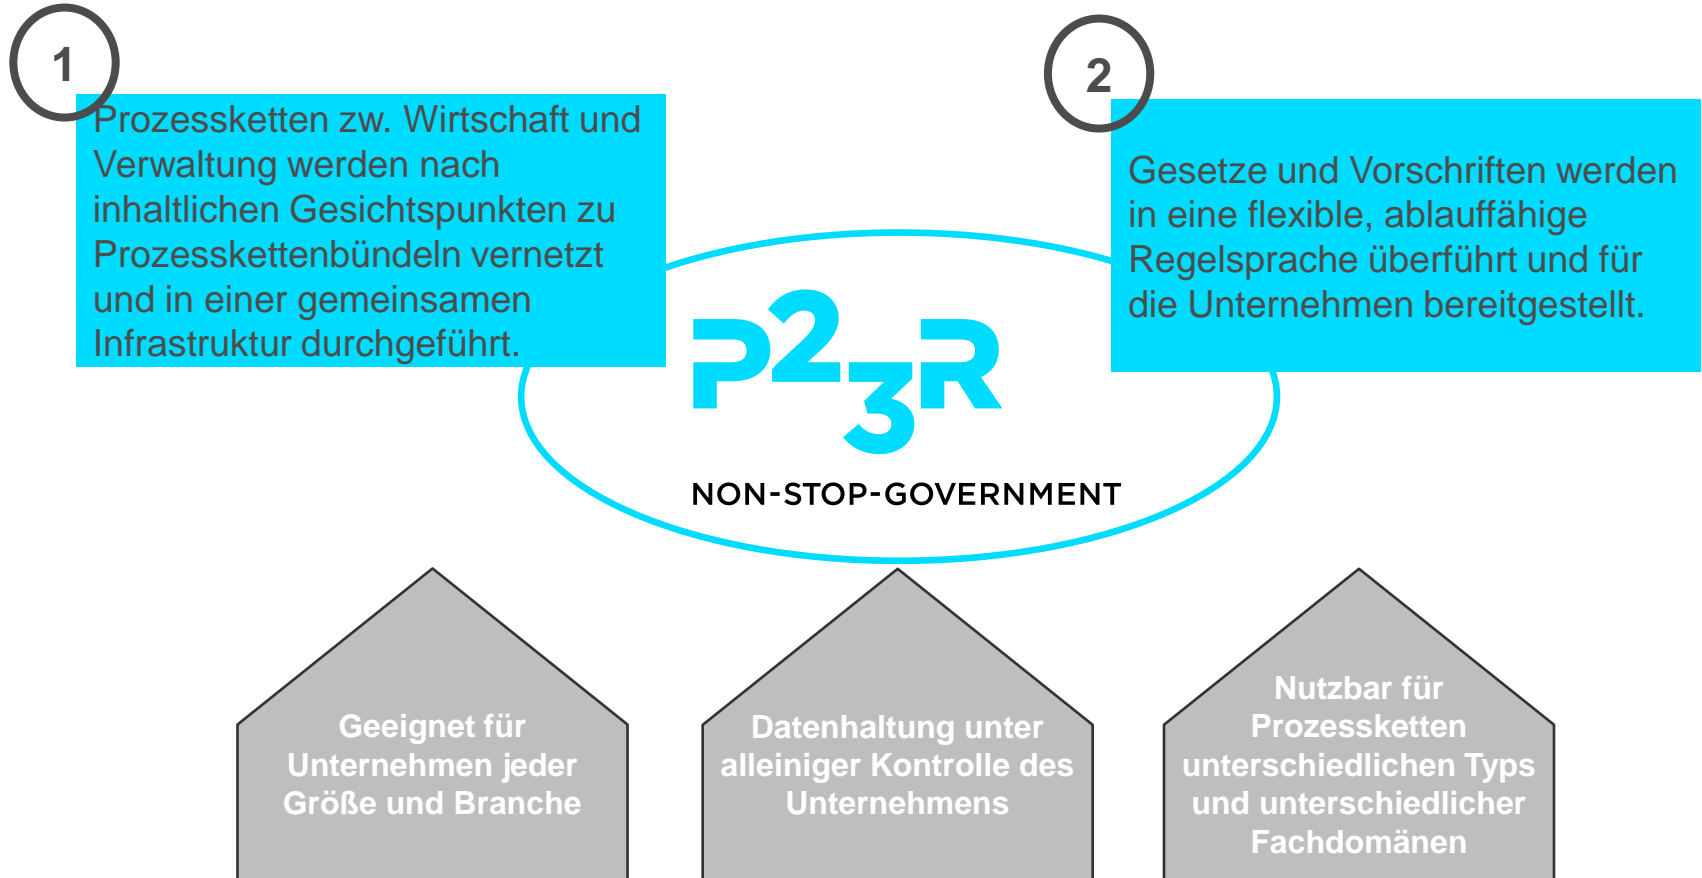 1
Prozessketten zw. Wirtschaft und
Verwaltung werden nach
inhaltlichen Gesichtspunkten zu
Prozesskettenbündeln vernetzt
und in einer gemeinsamen
Infrastruktur durchgeführt.
2
Gesetze und Vorschriften werden
in eine flexible, ablauffähige
Regelsprache überführt und für
die Unternehmen bereitgestellt.
P23R
NON-STOP-GOVERNMENT
Geeignet für
Unternehmen jeder
Größe und Branche
Datenhaltung unter
alleiniger Kontrolle des
Unternehmens
Nutzbar für
Prozessketten
unterschiedlichen Typs
und unterschiedlicher
Fachdomänen